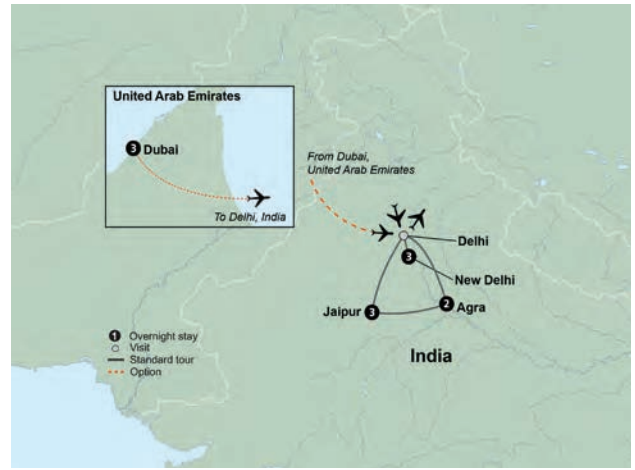 United Arab Emirates
3 Dubai
To Delhi, India
From Dubai,
United Arab Emirates
Delhi
3
New Delhi
Jaipur 3
2 Agra
India
1 Overnight stay
Visit
Standard tour
Option